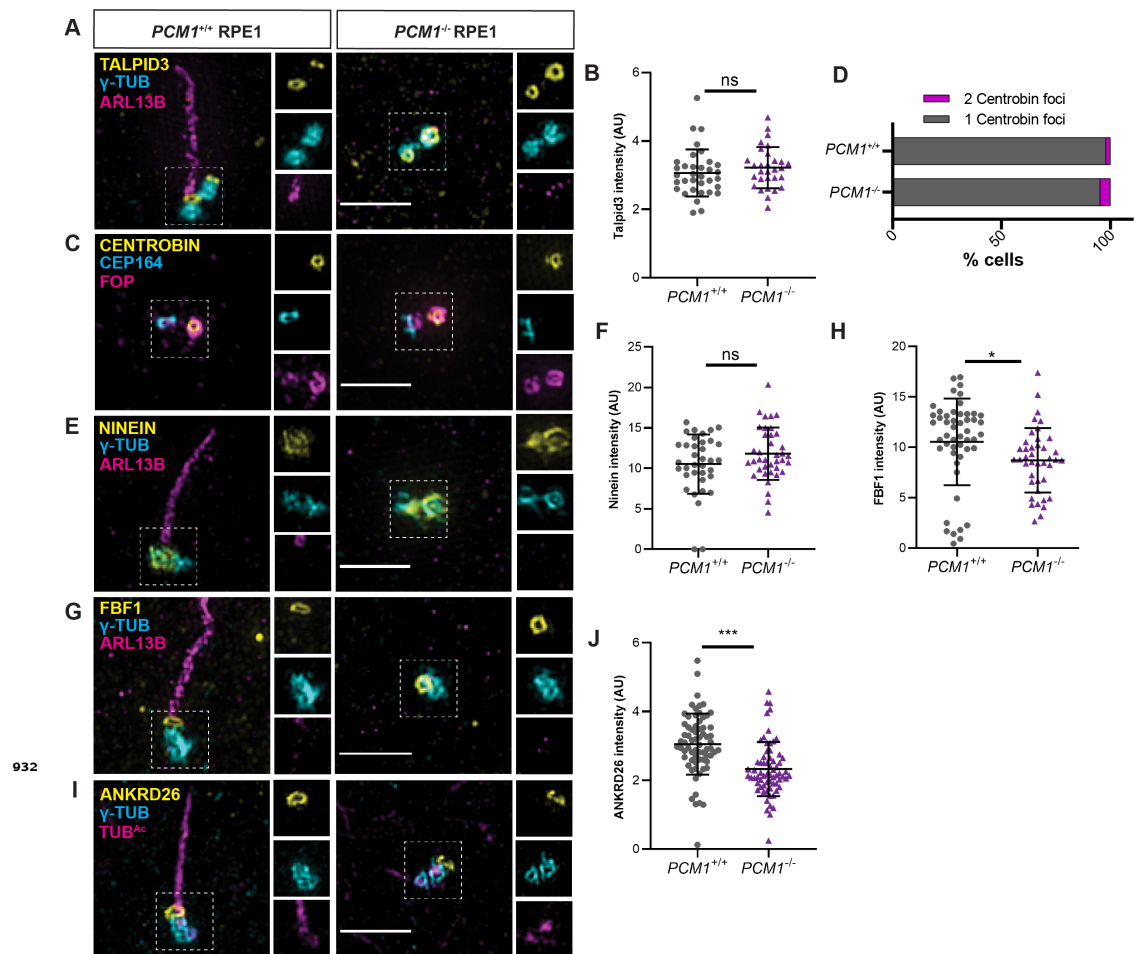 A
PCM1+/+ RPE1
PCM1-/- RPE1
TALPID3
γ-TUB
ARL13B
B
Talpid3 intensity (AU)
6
4
2
0
ns
PCM1+/+
PCM1-/-
D
2 Centrobin foci
1 Centrobin foci
PCM1+/+
PCM1-/-
0
50
100
% cells
C
CENTROBIN
CEP164
FOP
E
NINEIN
γ-TUB
ARL13B
F
Ninein intensity (AU)
25
20
15
10
5
0
ns
PCM1+/+
PCM1-/-
H
FBF1 intensity (AU)
20
15
10
5
0
*
PCM1+/+
PCM1-/-
G
FBF1
γ-TUB
ARL13B
J
ANKRD26 intensity (AU)
6
4
2
0
***
PCM1+/+
PCM1-/-
932
I
ANKRD26
γ-TUB
TUBAc